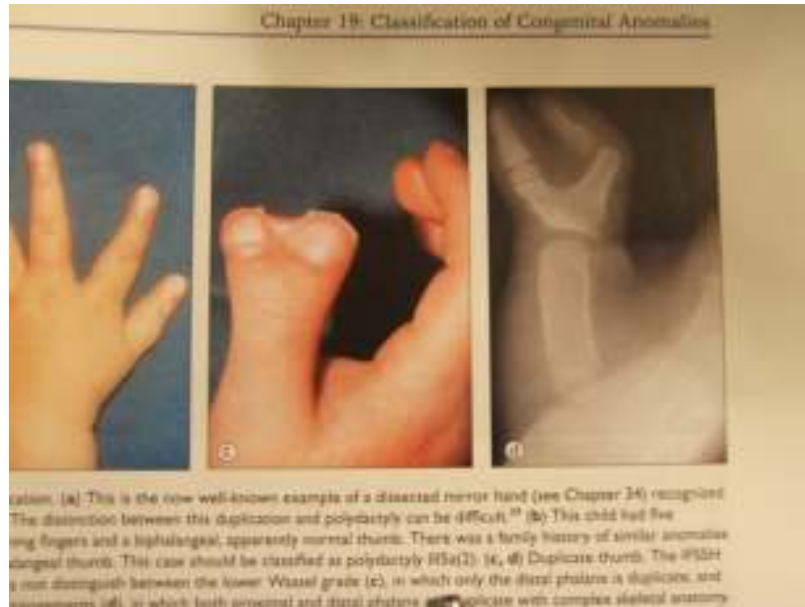 Chapter 19: Classification of Congenital Anomalies
c
d
cation. (a) This is the now well-known example of a dissected mirror hand (see Chapter 34) recognized
The distinction between this duplication and polydactyly can be difficult. (b) This child had five
ing fingers and a biphalangeal, apparently normal thumb. There was a family history of similar anomalies
alangeal thumb. This case should be classified as polydactyly (c, d) Duplicate thumb. The IFSSH
s not distinguish between the lower Wassel grade (c), in which only the distal phalanx is duplicate, and
(d), in which both proximal and distal phalanx duplicate with complex skeletal anatomy